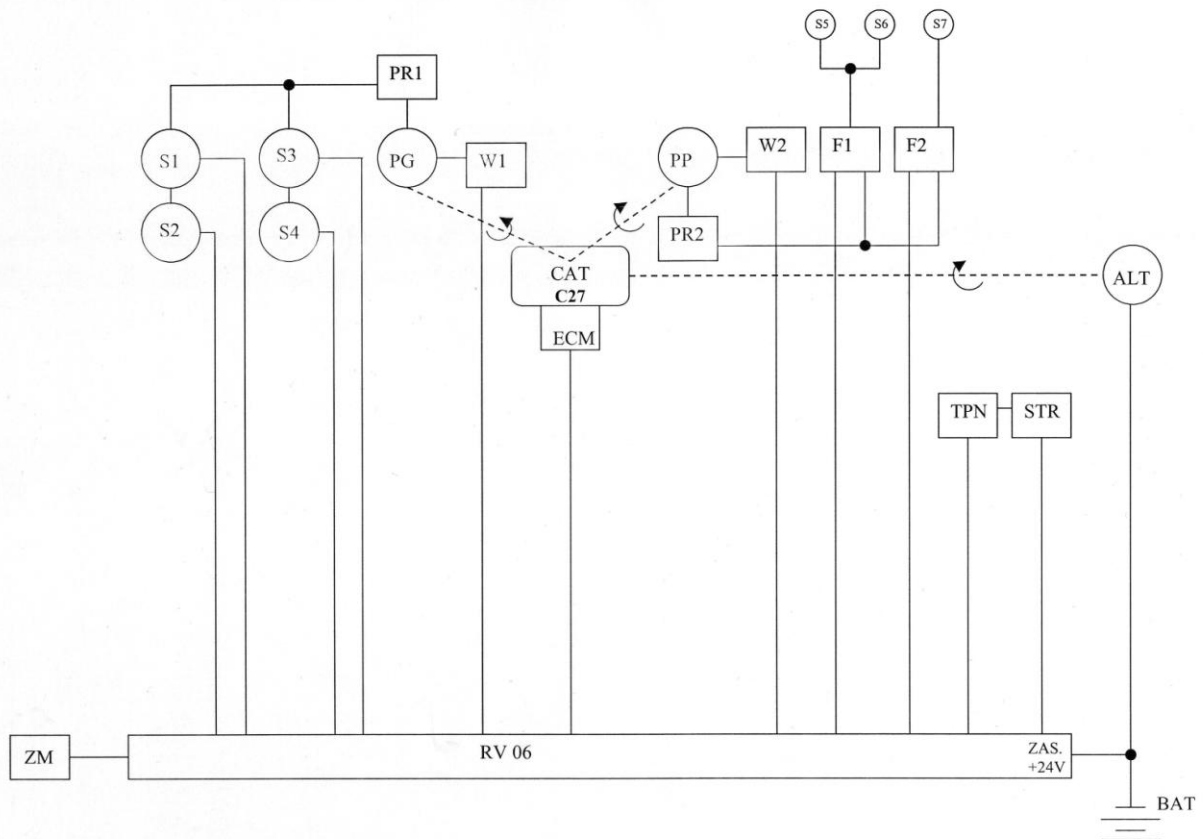 S5
S6
S7
PR1
S1
S3
PG
W1
PP
W2
F1
F2
S2
S4
PR2
CAT
C27
ALT
ECM
TPN
STR
ZM
RV 06
ZAS.
+24V
BAT